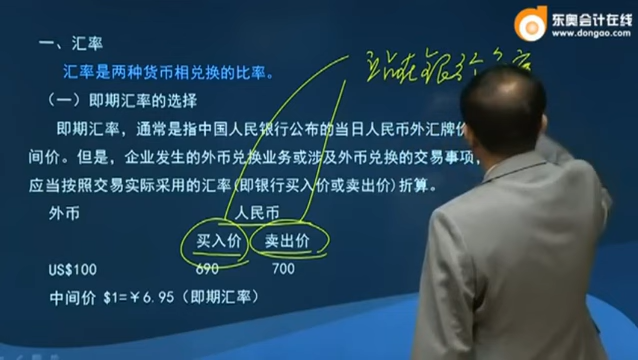 东奥会计在线
www.dongao.com
一、汇率
汇率是两种货币相兑换的比率。
站在银行
（一）即期汇率的选择
即期汇率，通常是指中国人民银行公布的当日人民币外汇牌价
间价。但是，企业发生的外币兑换业务或涉及外币兑换的交易事项，
应当按照交易实际采用的汇率(即银行买入价或卖出价)折算。
外币 人民币
买入价 卖出价
US$100 690 700
中间价 $1=￥6.95（即期汇率）